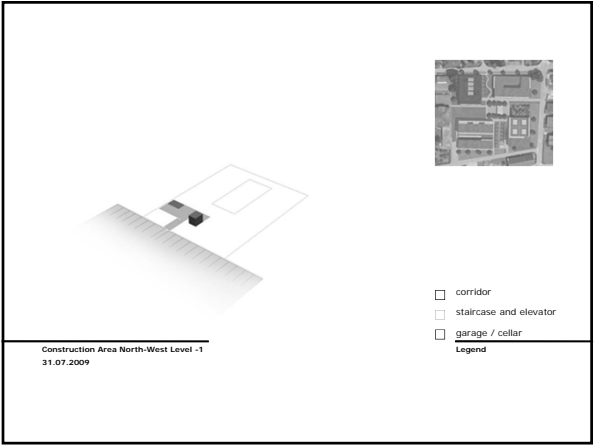 corridor
staircase and elevator
garage / cellar
Construction Area North-West Level -1
Legend
31.07.2009